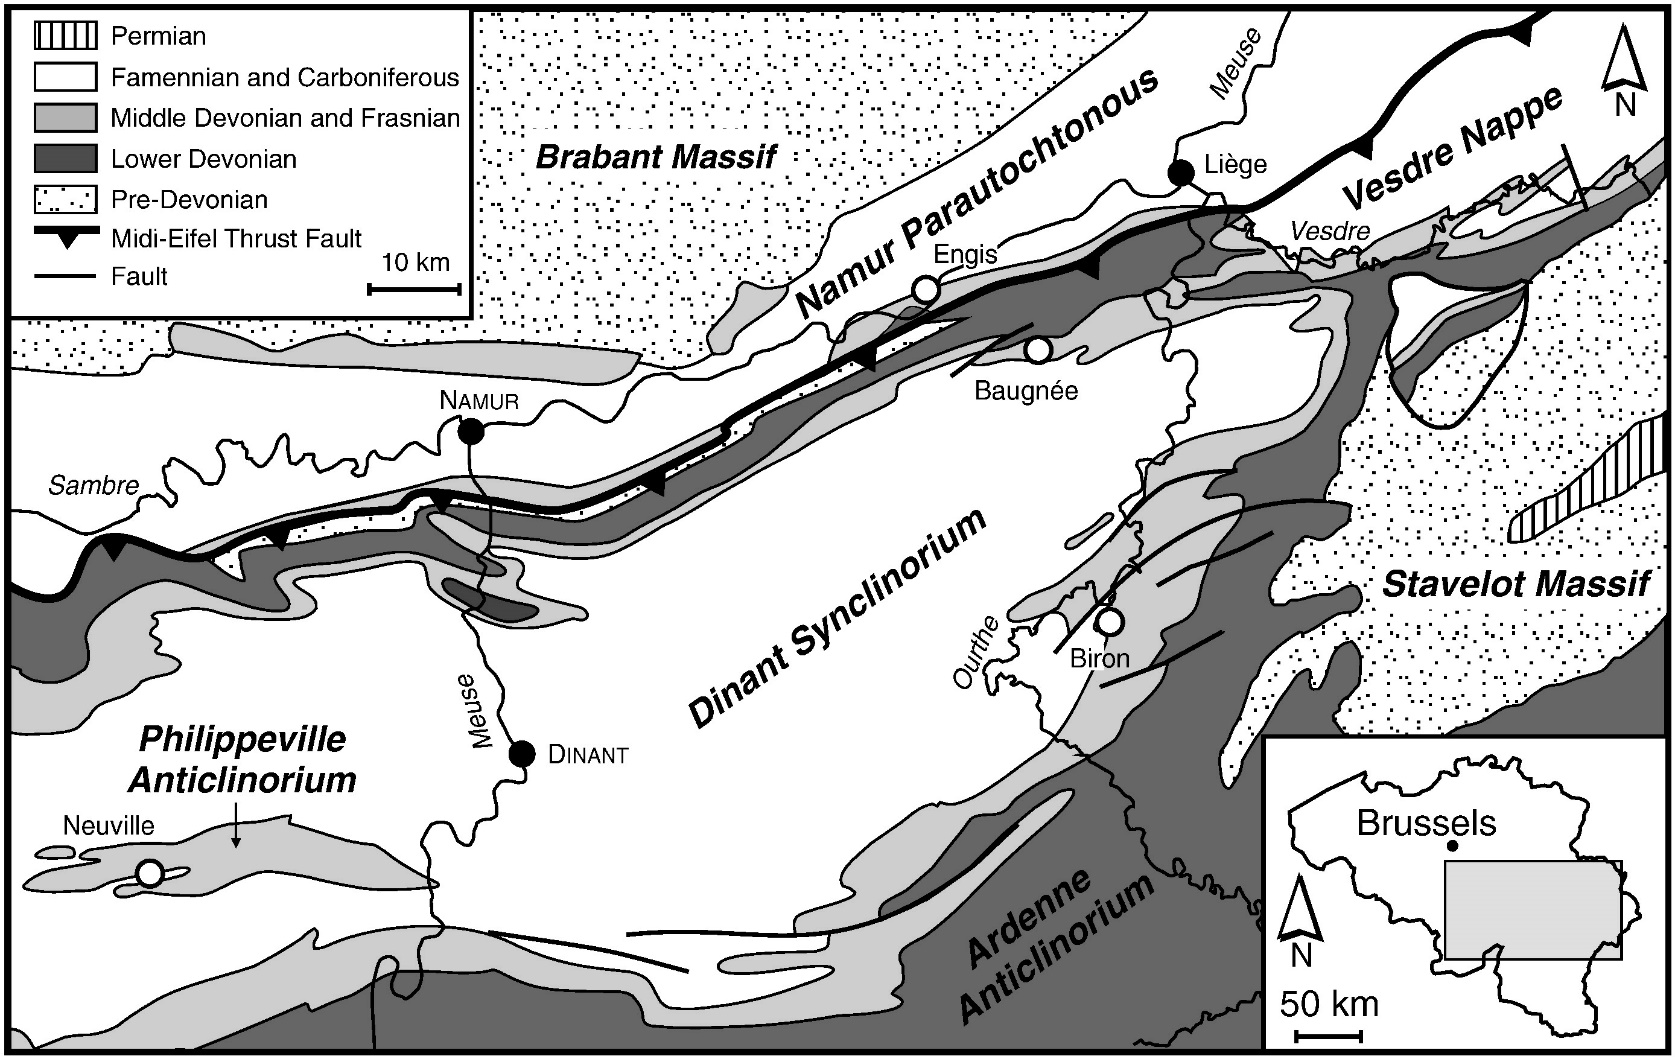 Permian
Famennian and Carboniferous
Middle Devonian and Frasnian
Lower Devonian
Pre-Devonian
Midi-Eifel Thrust Fault
Fault
10 km
Brabant Massif
Namur Parautochtonous
Meuse
Liège
Vesdre Nappe
N
Vesdre
Engis
Baugnée
NAMUR
Sambre
Dinant Synclinorium
Stavelot Massif
Ourthe
Biron
Meuse
DINANT
Philippeville
Anticlinorium
Neuville
Ardenne
Anticlinorium
Brussels
N
50 km